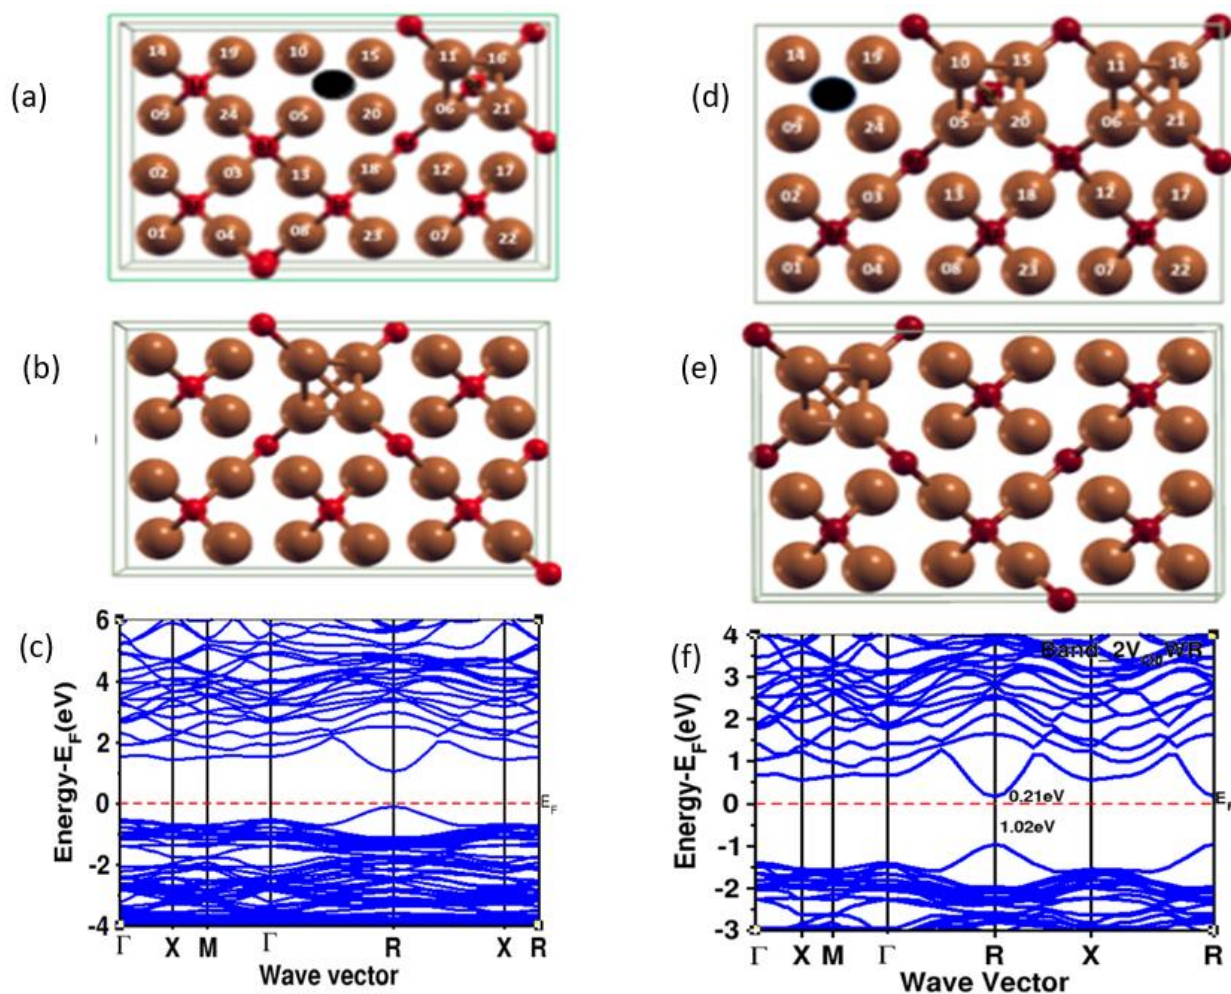 (a)
14 19 10 15 11 16
09 24 05 20 06 21
02 03 13 18 12 17
01 04 08 23 07 22
(b)
(c)
6
4
2
0
-2
-4
Energy-E_F(eV)
E_F
Γ X M Γ R X R
Wave vector
(d)
14 19 10 15 11 16
09 24 05 20 06 21
02 03 13 18 12 17
01 04 08 23 07 22
(e)
(f)
4
3
2
1
0
-1
-2
-3
Energy-E_F(eV)
0.21eV
1.02eV
E_F
Γ X M Γ R X R
Wave Vector